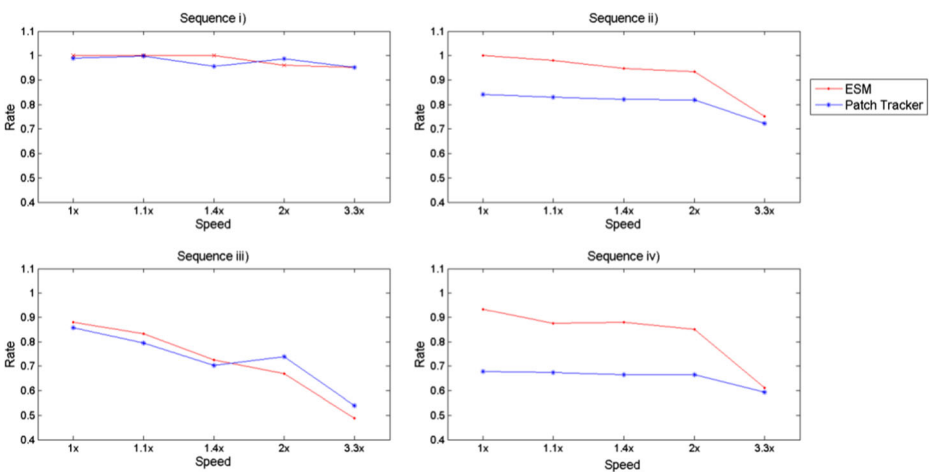 Sequence i)
1.1
1
0.9
0.8
0.7
0.6
0.5
0.4
Rate
1x 1.1x 1.4x 2x 3.3x
Speed
Sequence ii)
1.1
1
0.9
0.8
0.7
0.6
0.5
0.4
Rate
1x 1.1x 1.4x 2x 3.3x
Speed
ESM
Patch Tracker
Sequence iii)
1.1
1
0.9
0.8
0.7
0.6
0.5
0.4
Rate
1x 1.1x 1.4x 2x 3.3x
Speed
Sequence iv)
1.1
1
0.9
0.8
0.7
0.6
0.5
0.4
Rate
1x 1.1x 1.4x 2x 3.3x
Speed